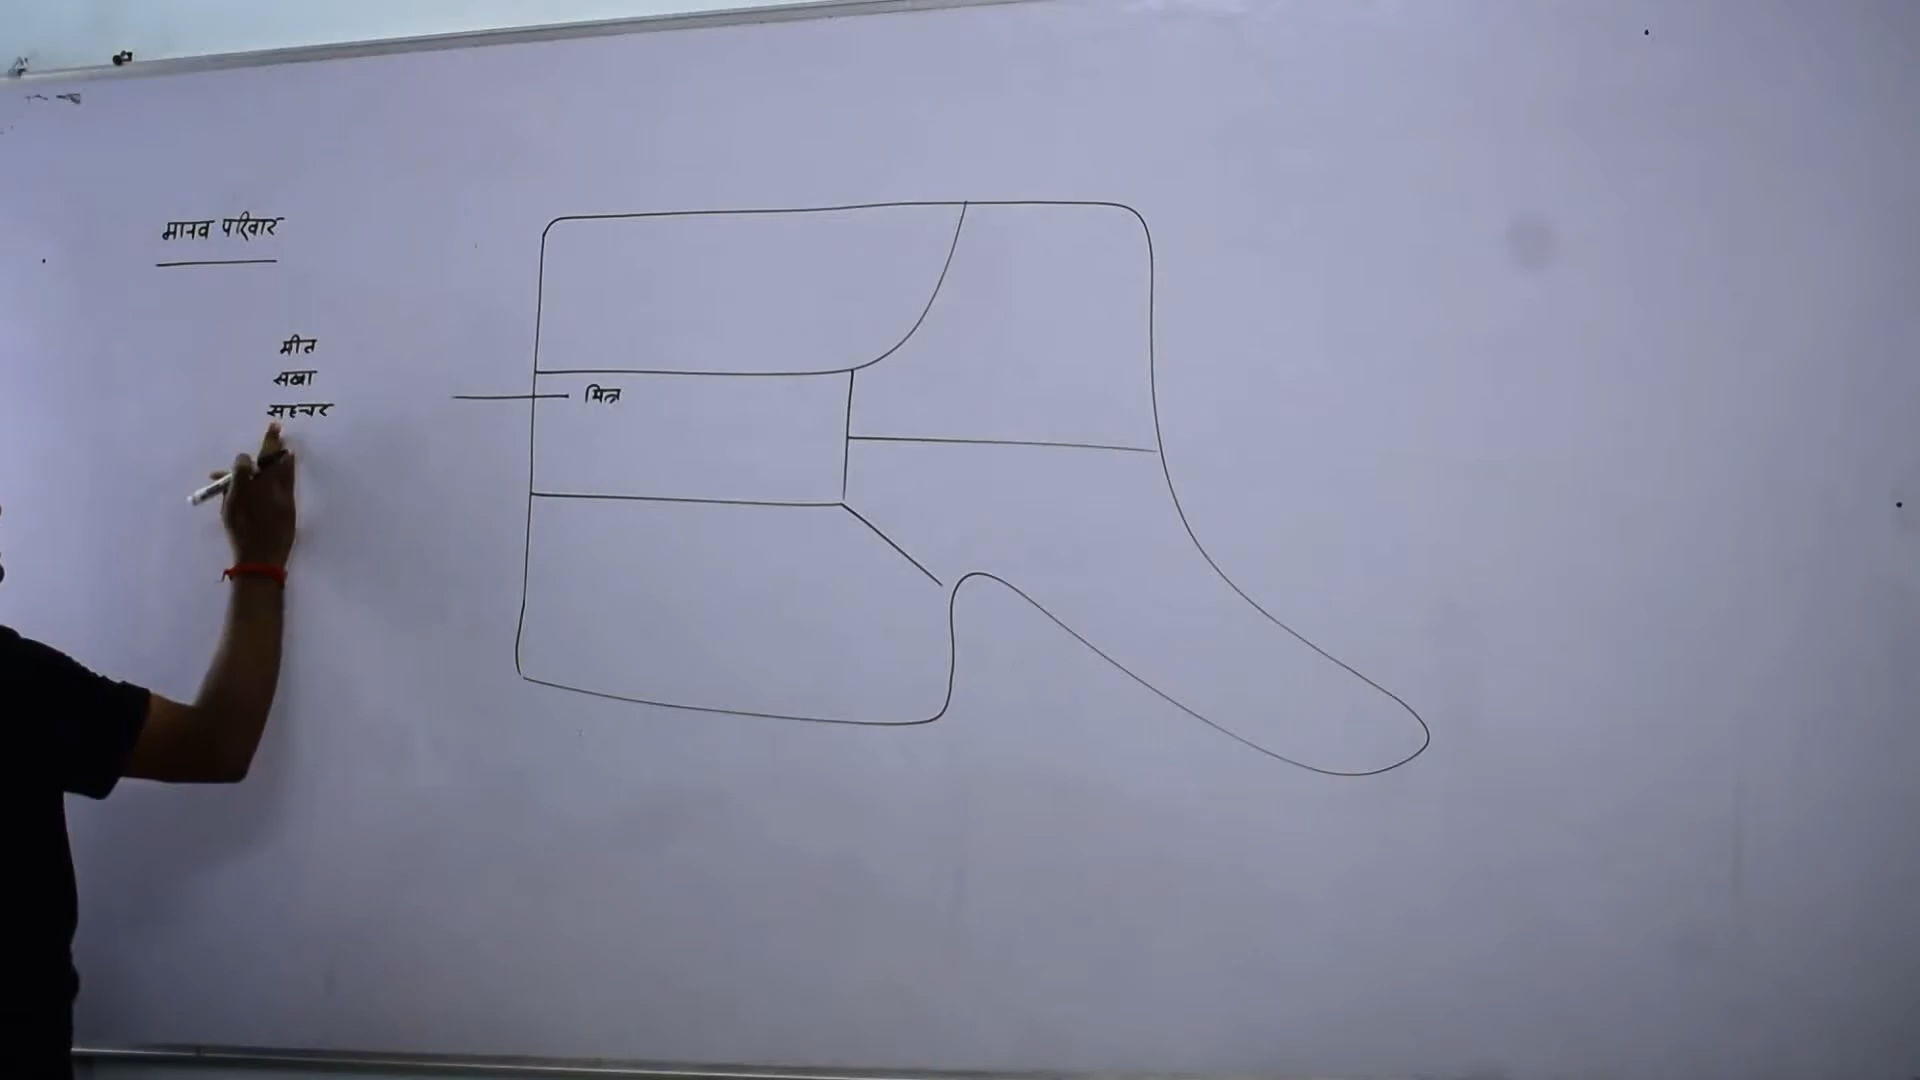 मानव परिवार
मीत
सखा
सहचर
मित्र